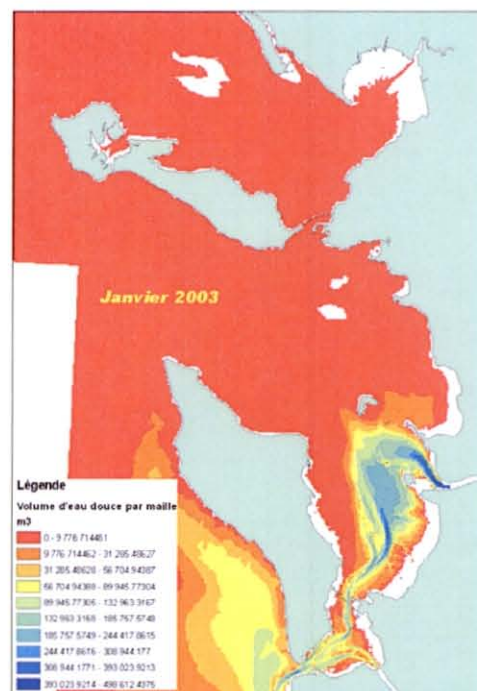 Janvier 2003
Légende
Volume d'eau douce par maille
m3
0 - 9 776.714461
9 776.714462 - 31 285.48627
31 285.48628 - 56 704.94387
56 704.94388 - 89 945.77304
89 945.77305 - 132 963.3167
132 963.3168 - 185 757.5748
185 757.5749 - 244 417.8615
244 417.8616 - 308 944.177
308 944.1771 - 393 023.9213
393 023.9214 - 498 612.4375